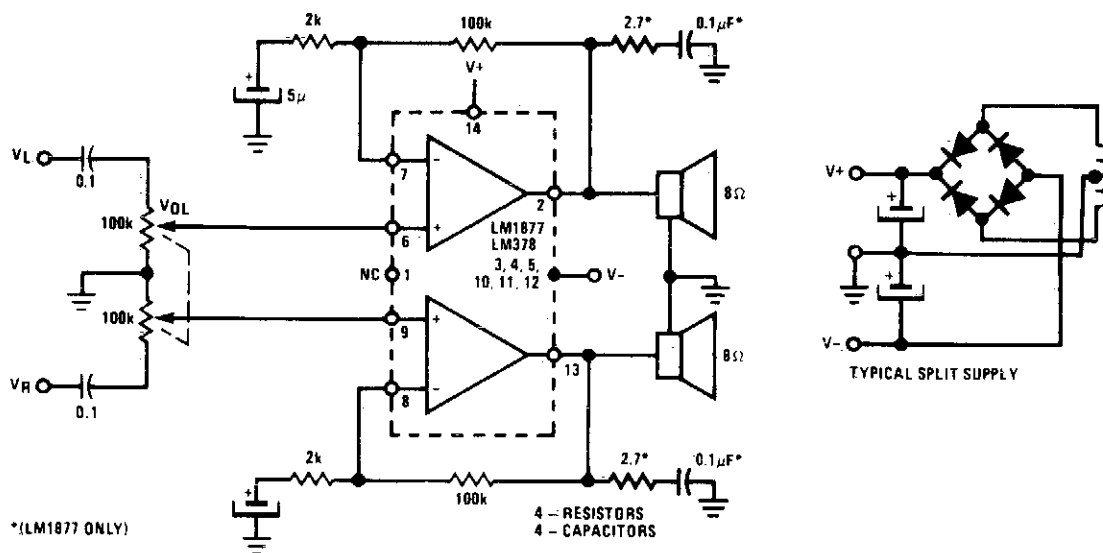 2k
100k
2.7*
0.1µF*
V+
5µ
14
VL
0.1
7
2
8Ω
VOL
100k
6
LM1877
LM378
3, 4, 5,
10, 11, 12
V-
NC
1
100k
9
13
8Ω
VR
0.1
8
2k
100k
2.7*
0.1µF*
*(LM1877 ONLY)
4 – RESISTORS
4 – CAPACITORS
V+
V-
TYPICAL SPLIT SUPPLY